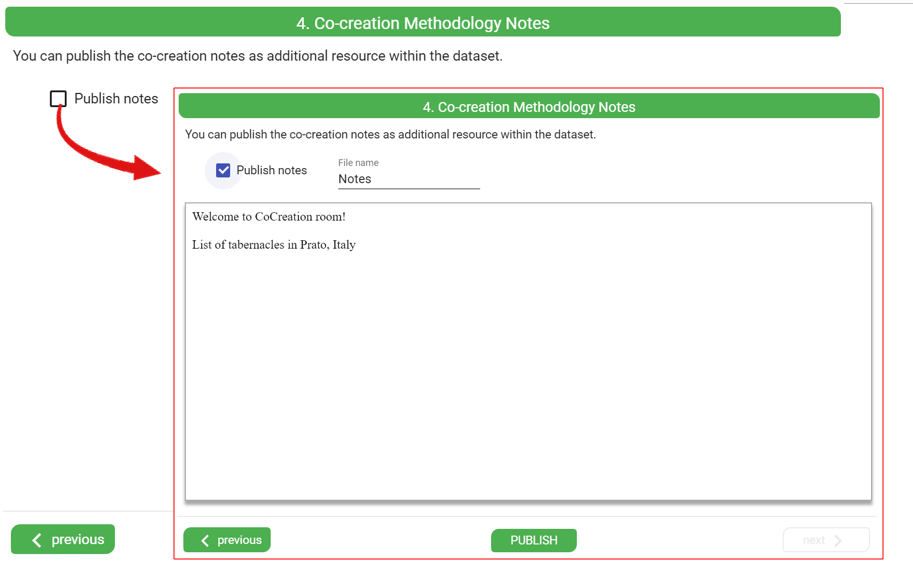 4. Co-creation Methodology Notes
You can publish the co-creation notes as additional resource within the dataset.
Publish notes
4. Co-creation Methodology Notes
You can publish the co-creation notes as additional resource within the dataset.
Publish notes
File name
Notes
Welcome to CoCreation room!
List of tabernacles in Prato, Italy
previous
previous
PUBLISH
next